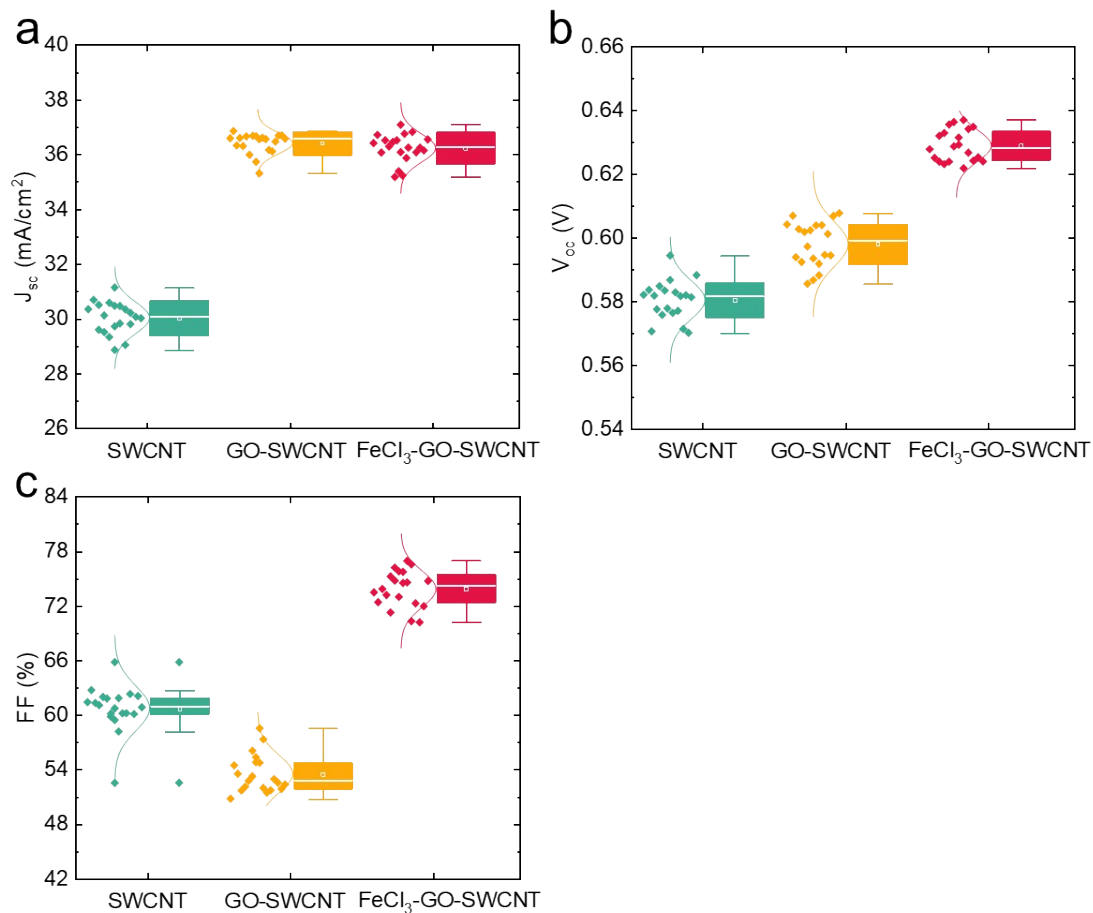 a
40
38
36
34
32
30
28
26
J_sc (mA/cm²)
SWCNT GO-SWCNT FeCl₃-GO-SWCNT
b
0.66
0.64
0.62
0.60
0.58
0.56
0.54
V_oc (V)
SWCNT GO-SWCNT FeCl₃-GO-SWCNT
c
84
78
72
66
60
54
48
42
FF (%)
SWCNT GO-SWCNT FeCl₃-GO-SWCNT